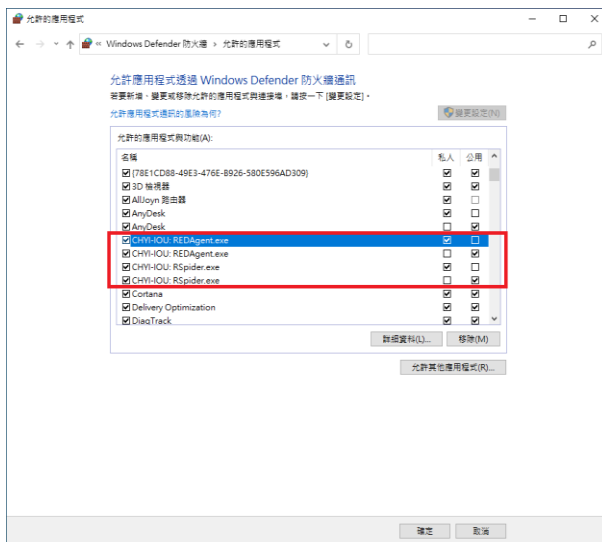 允許的應用程式
« Windows Defender 防火牆 › 允許的應用程式
允許應用程式透過 Windows Defender 防火牆通訊
若要新增、變更或移除允許的應用程式與連接埠，請按一下 [變更設定]。
允許應用程式通訊的風險為何?
變更設定(N)
允許的應用程式與功能(A):
名稱 私人 公用
{78E1CD88-49E3-476E-B926-580E596AD309}
3D 檢視器
AllJoyn 路由器
AnyDesk
AnyDesk
CHYI-IOU: REDAgent.exe
CHYI-IOU: REDAgent.exe
CHYI-IOU: RSpider.exe
CHYI-IOU: RSpider.exe
Cortana
Delivery Optimization
DiagTrack
詳細資料(L)... 移除(M)
允許其他應用程式(R)...
確定 取消